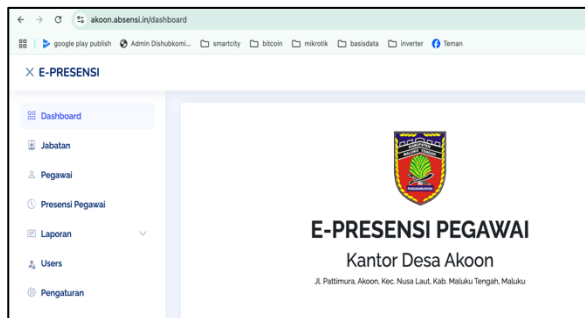 akoon.absensi.in/dashboard
google play publish Admin Dishubkomi... smartcity bitcoin mikrotik basisdata inverter Teman
E-PRESENSI
Dashboard
Jabatan
Pegawai
Presensi Pegawai
Laporan
Users
Pengaturan
E-PRESENSI PEGAWAI
Kantor Desa Akoon
Jl. Pattimura, Akoon, Kec. Nusa Laut, Kab. Maluku Tengah, Maluku